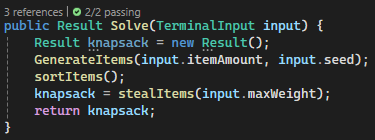 3 references | 2/2 passing
public Result Solve(TerminalInput input) {
Result knapsack = new Result();
GenerateItems(input.itemAmount, input.seed);
sortItems();
knapsack = stealItems(input.maxWeight);
return knapsack;
}